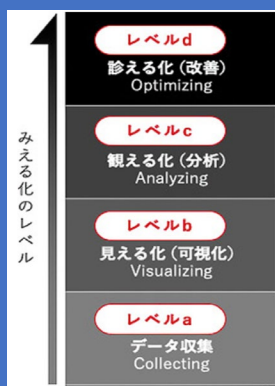 みえる化のレベル
レベルd
診える化（改善）
Optimizing
レベルc
観える化（分析）
Analyzing
レベルb
見える化（可視化）
Visualizing
レベルa
データ収集
Collecting